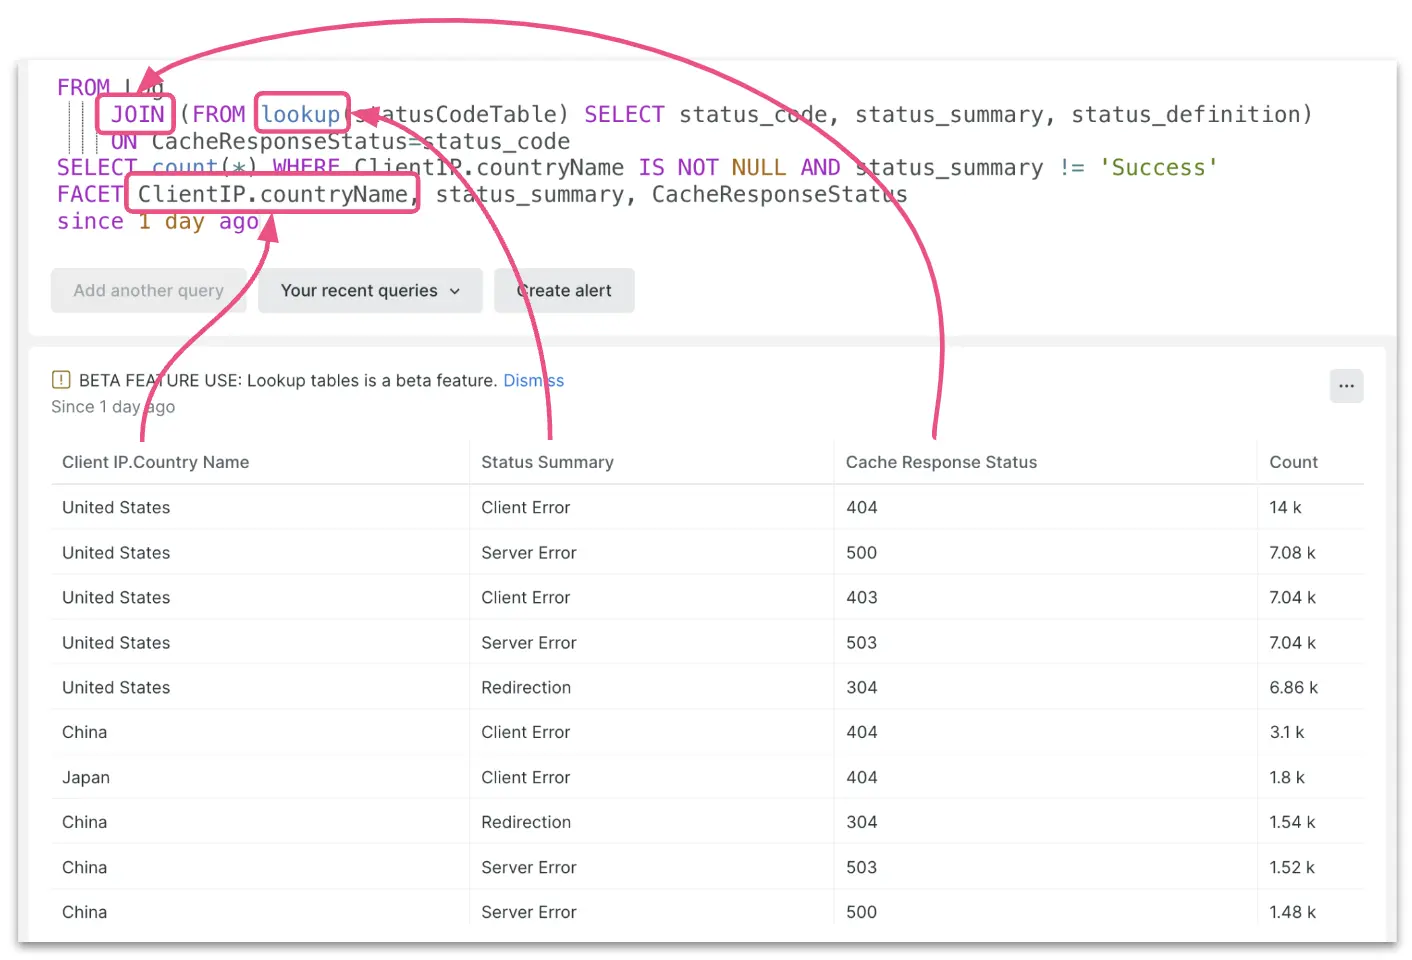 FROM Log
JOIN (FROM lookup(statusCodeTable) SELECT status_code, status_summary, status_definition)
ON CacheResponseStatus=status_code
SELECT count(*) WHERE ClientIP.countryName IS NOT NULL AND status_summary != 'Success'
FACET ClientIP.countryName, status_summary, CacheResponseStatus
since 1 day ago
Add another query Your recent queries Create alert
BETA FEATURE USE: Lookup tables is a beta feature. Dismiss
Since 1 day ago
Client IP.Country Name Status Summary Cache Response Status Count
United States Client Error 404 14 k
United States Server Error 500 7.08 k
United States Client Error 403 7.04 k
United States Server Error 503 7.04 k
United States Redirection 304 6.86 k
China Client Error 404 3.1 k
Japan Client Error 404 1.8 k
China Redirection 304 1.54 k
China Server Error 503 1.52 k
China Server Error 500 1.48 k